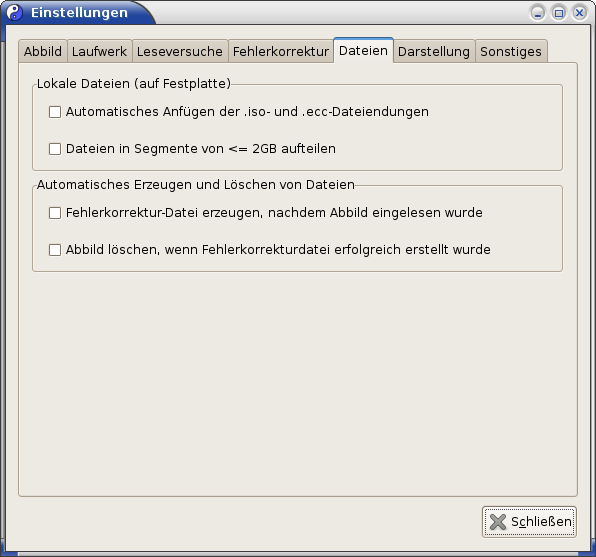 Einstellungen
Abbild Laufwerk Leseversuche Fehlerkorrektur Dateien Darstellung Sonstiges
Lokale Dateien (auf Festplatte)
Automatisches Anfügen der .iso- und .ecc-Dateiendungen
Dateien in Segmente von <= 2GB aufteilen
Automatisches Erzeugen und Löschen von Dateien
Fehlerkorrektur-Datei erzeugen, nachdem Abbild eingelesen wurde
Abbild löschen, wenn Fehlerkorrekturdatei erfolgreich erstellt wurde
Schließen